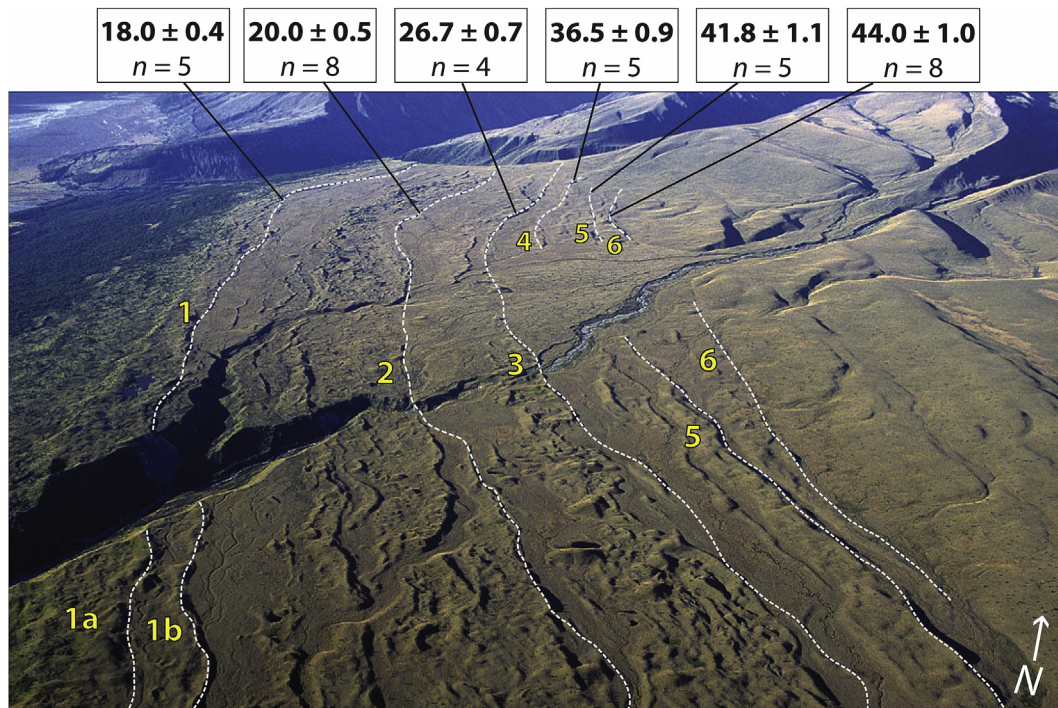 18.0 ± 0.4
n = 5
20.0 ± 0.5
n = 8
26.7 ± 0.7
n = 4
36.5 ± 0.9
n = 5
41.8 ± 1.1
n = 5
44.0 ± 1.0
n = 8
4
5
6
1
2
3
6
5
1a
1b
N